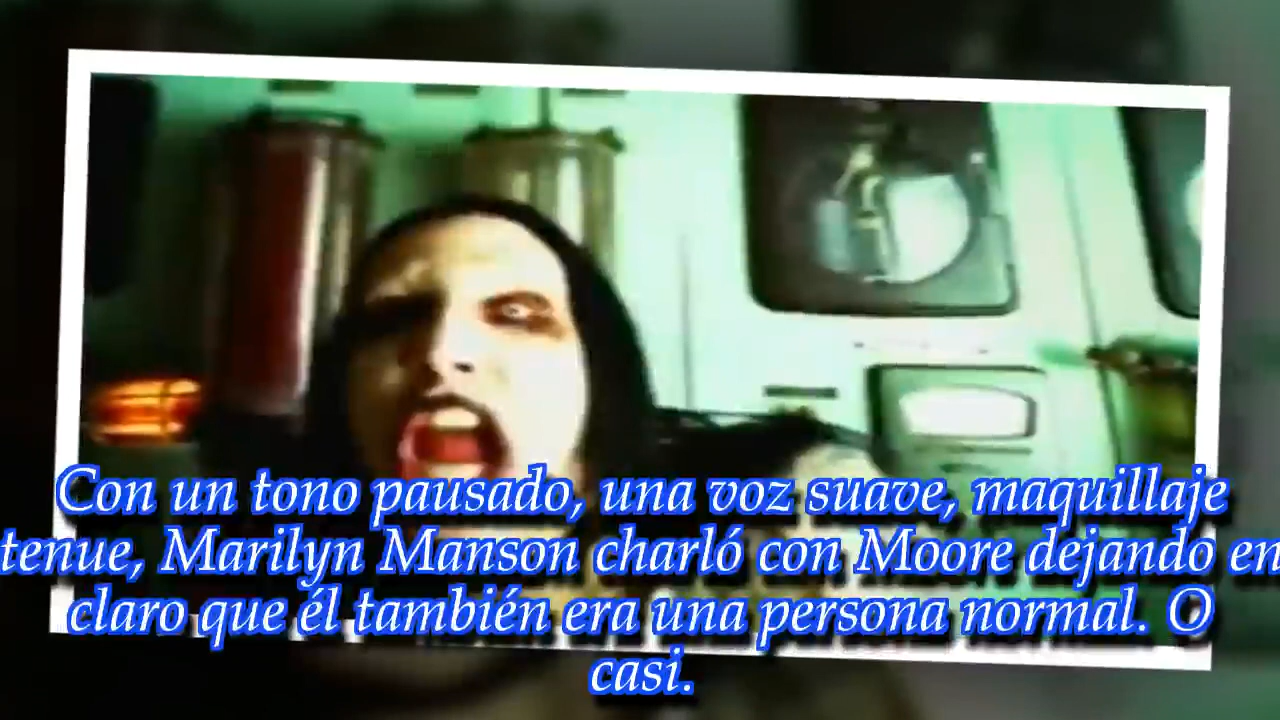 Con un tono pausado, una voz suave, maquillaje
tenue, Marilyn Manson charló con Moore dejando en
claro que él también era una persona normal. O
casi.